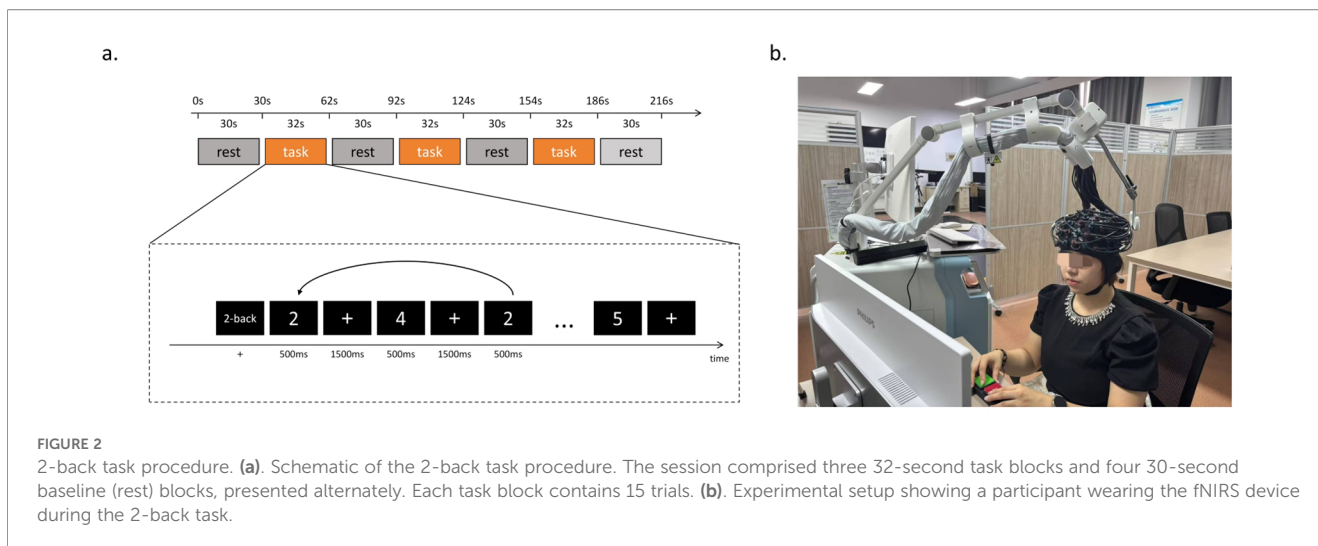 a.
0s 30s 62s 92s 124s 154s 186s 216s
30s 32s 30s 32s 30s 32s 30s
rest task rest task rest task rest
2-back 2 + 4 + 2 ... 5 +
+ 500ms 1500ms 500ms 1500ms 500ms time
b.
PHILIPS
FIGURE 2
2-back task procedure. (a). Schematic of the 2-back task procedure. The session comprised three 32-second task blocks and four 30-second
baseline (rest) blocks, presented alternately. Each task block contains 15 trials. (b). Experimental setup showing a participant wearing the fNIRS device
during the 2-back task.